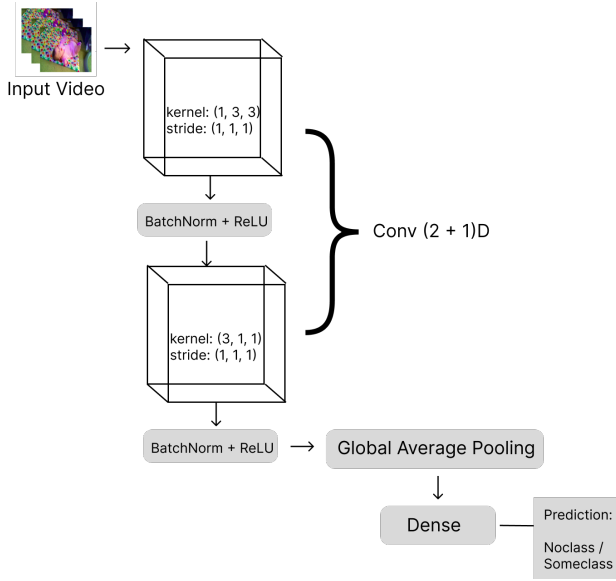 Input Video
kernel: (1, 3, 3)
stride: (1, 1, 1)
BatchNorm + ReLU
Conv (2 + 1)D
kernel: (3, 1, 1)
stride: (1, 1, 1)
BatchNorm + ReLU
Global Average Pooling
Dense
Prediction:
Noclass /
Someclass